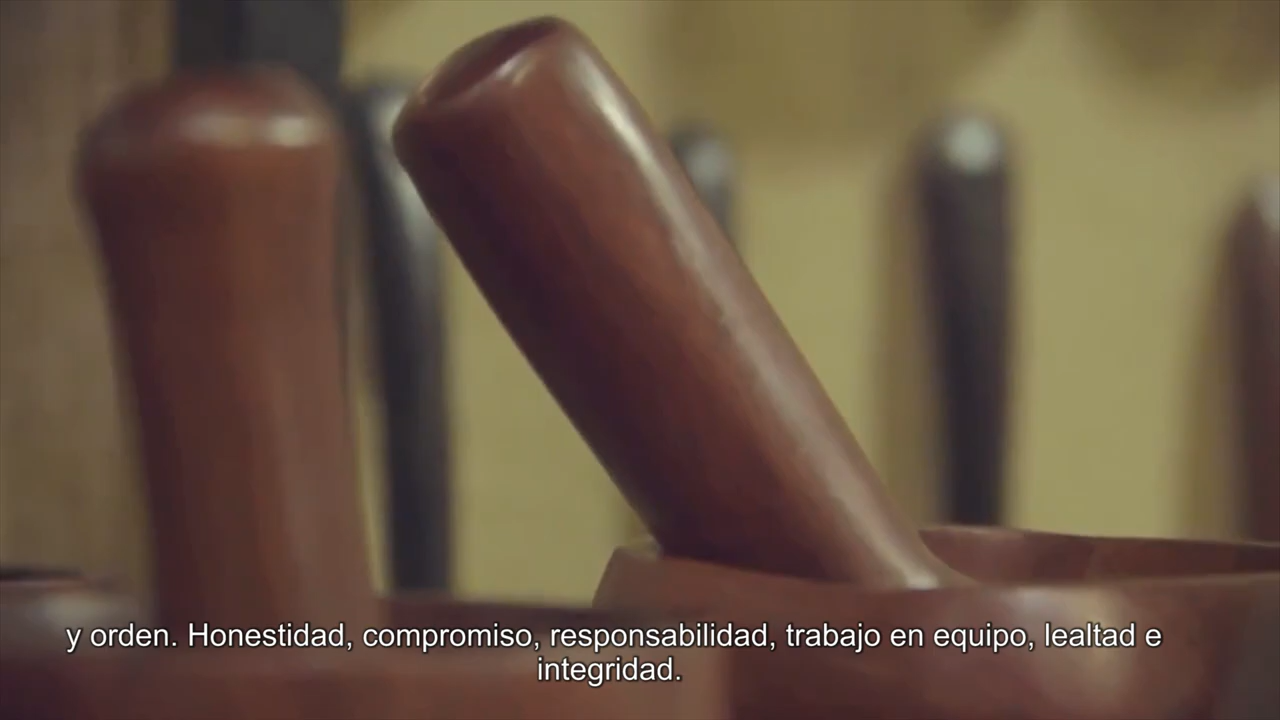 y orden. Honestidad, compromiso, responsabilidad, trabajo en equipo, lealtad e
integridad.